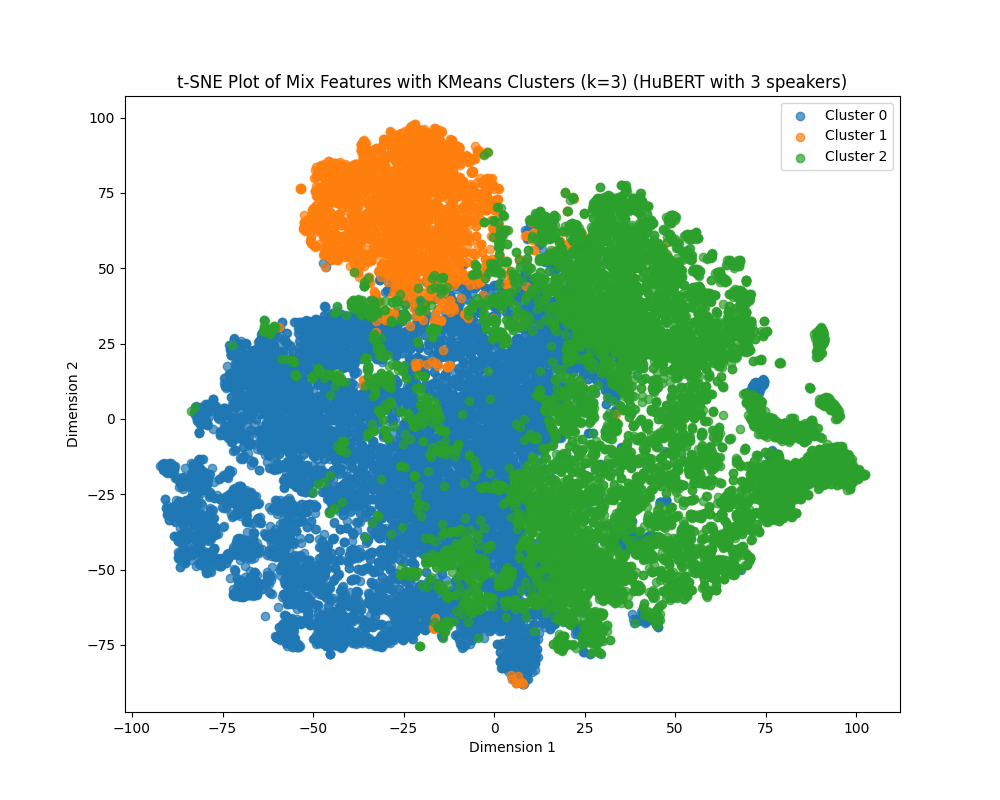 t-SNE Plot of Mix Features with KMeans Clusters (k=3) (HuBERT with 3 speakers)
Cluster 0
Cluster 1
Cluster 2
100
75
50
25
0
−25
−50
−75
Dimension 2
−100
−75
−50
−25
0
25
50
75
100
Dimension 1